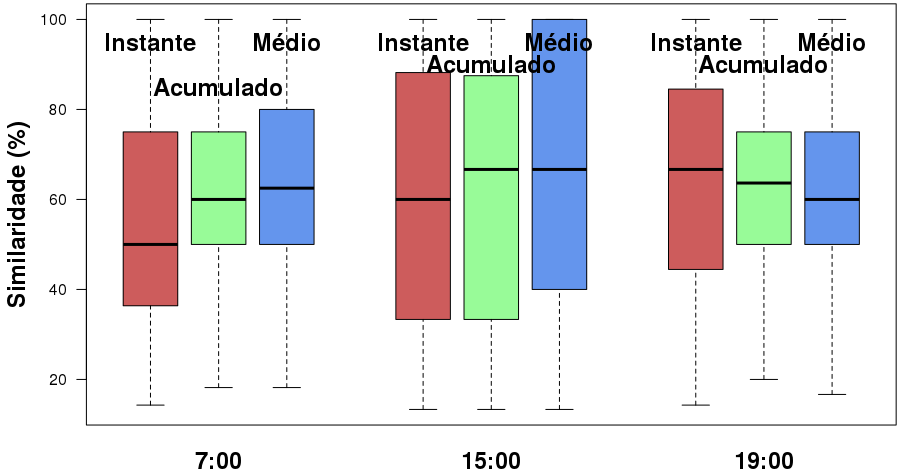 100
80
60
40
20
Similaridade (%)
Instante
Acumulado
Médio
Instante
Acumulado
Médio
Instante
Acumulado
Médio
7:00
15:00
19:00